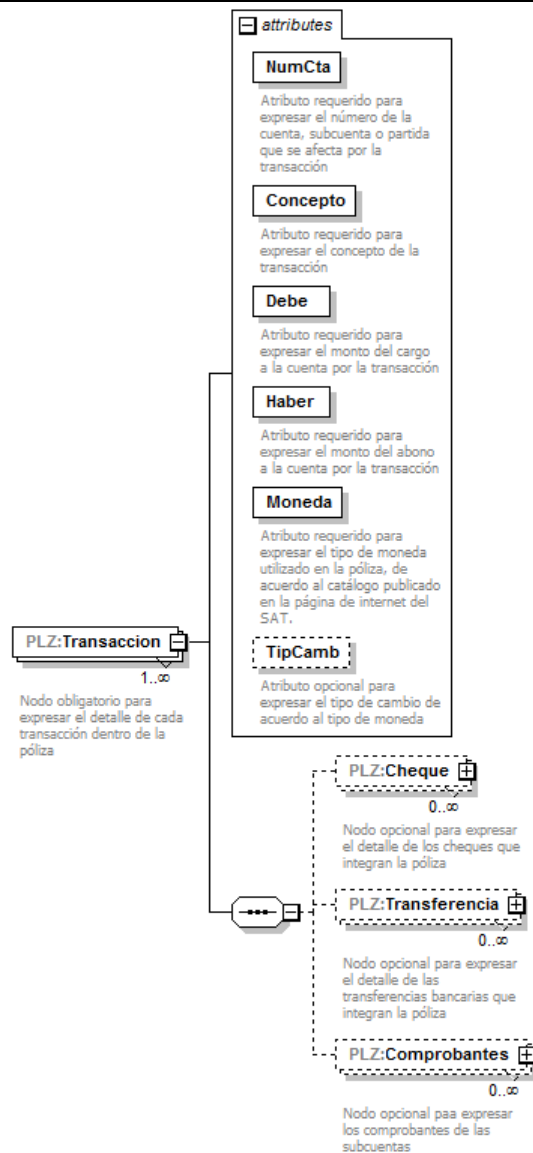 attributes
NumCta
Atributo requerido para
expresar el número de la
cuenta, subcuenta o partida
que se afecta por la
transacción
Concepto
Atributo requerido para
expresar el concepto de la
transacción
Debe
Atributo requerido para
expresar el monto del cargo
a la cuenta por la transacción
Haber
Atributo requerido para
expresar el monto del abono
a la cuenta por la transacción
Moneda
Atributo requerido para
expresar el tipo de moneda
utilizado en la póliza, de
acuerdo al catálogo publicado
en la página de internet del
SAT.
TipCamb
Atributo opcional para
expresar el tipo de cambio de
acuerdo al tipo de moneda
PLZ:Transaccion
1..∞
Nodo obligatorio para
expresar el detalle de cada
transacción dentro de la
póliza
PLZ:Cheque
0..∞
Nodo opcional para expresar
el detalle de los cheques que
integran la póliza
PLZ:Transferencia
0..∞
Nodo opcional para expresar
el detalle de las
transferencias bancarias que
integran la póliza
PLZ:Comprobantes
0..∞
Nodo opcional paa expresar
los comprobantes de las
subcuentas